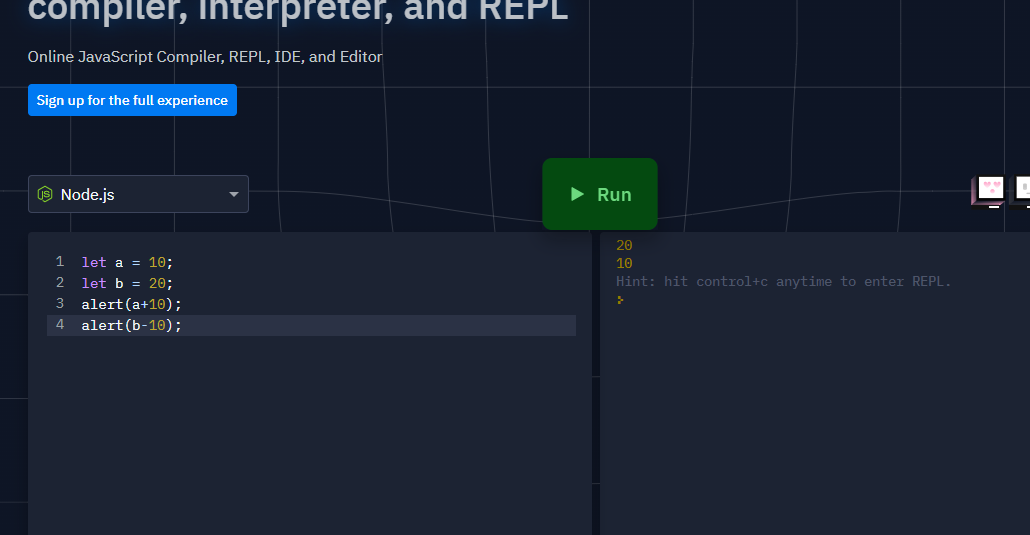 compiler, interpreter, and REPL
Online JavaScript Compiler, REPL, IDE, and Editor
Sign up for the full experience
Node.js
Run
1 let a = 10;
2 let b = 20;
3 alert(a+10);
4 alert(b-10);
20
10
Hint: hit control+c anytime to enter REPL.